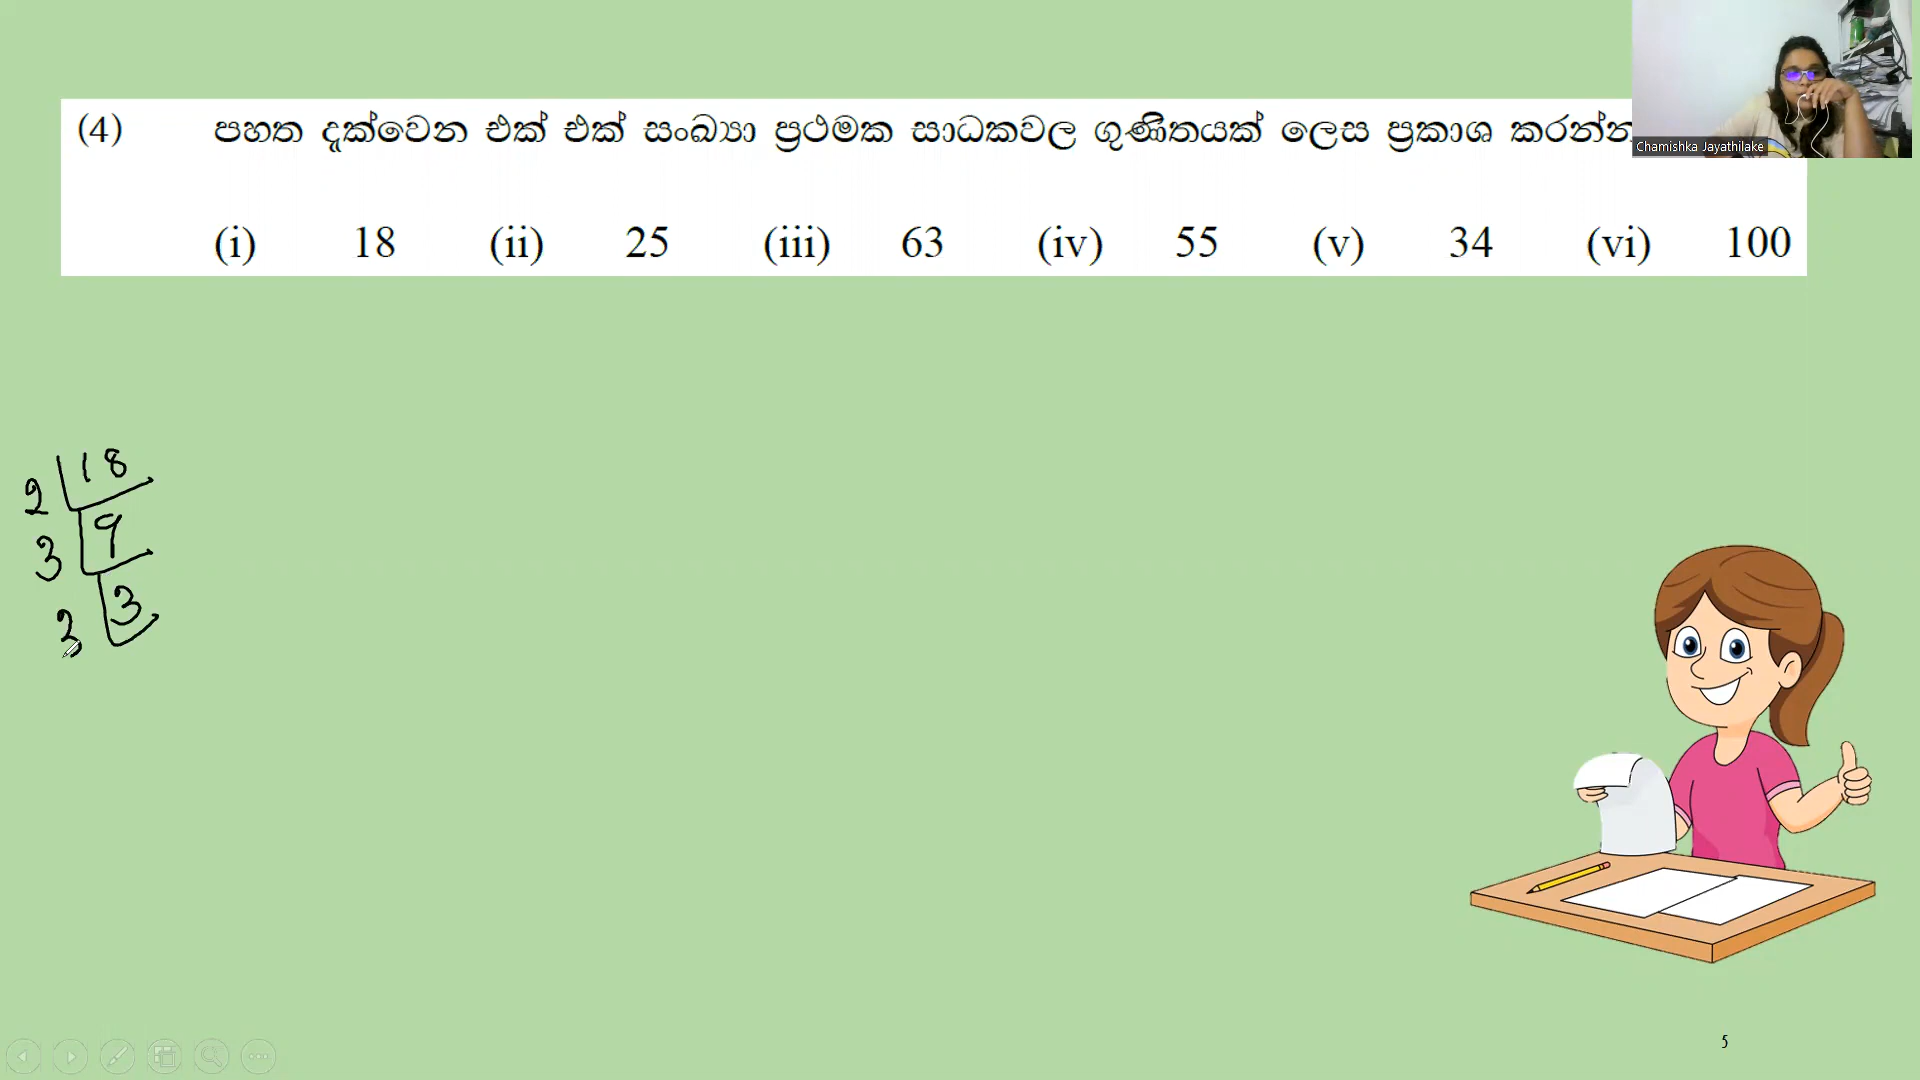 (4) පහත දැක්වෙන එක් එක් සංඛ්‍යා ප්‍රථමක සාධකවල ගුණිතයක් ලෙස ප්‍රකාශ
Chamishka Jayathilake
(i) 18 (ii) 25 (iii) 63 (iv) 55 (v) 34 (vi) 100
18
2
9
3
3
3
5